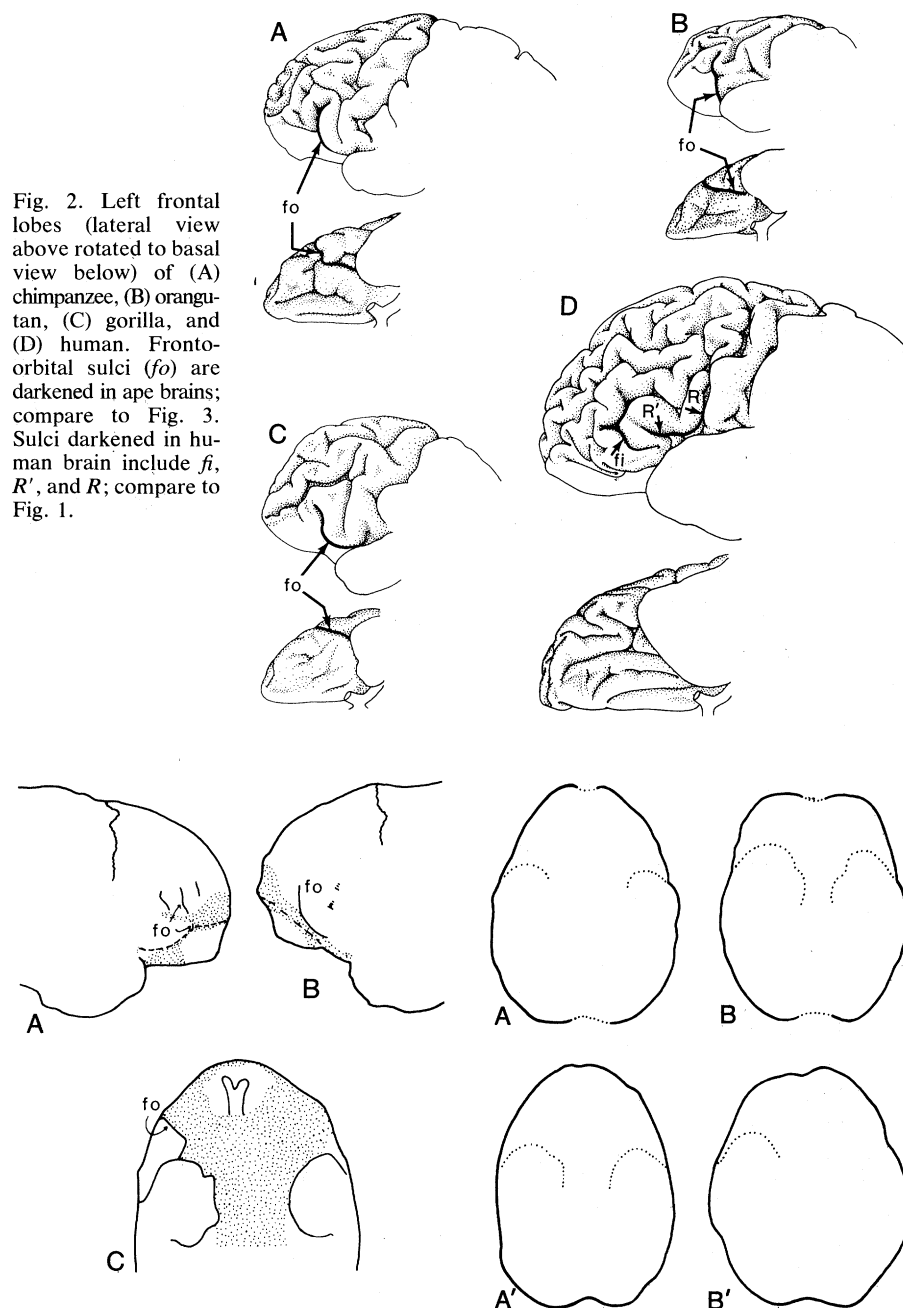 A
B
fo
fo
Fig. 2. Left frontal
lobes (lateral view
above rotated to basal
view below) of (A)
chimpanzee, (B) orangu-
tan, (C) gorilla, and
(D) human. Fronto-
orbital sulci (fo) are
darkened in ape brains;
compare to Fig. 3.
Sulci darkened in hu-
man brain include fi,
R', and R; compare to
Fig. 1.
D
R
R'
fi
C
fo
fo
fo
fo
A
B
A
B
fo
C
A'
B'